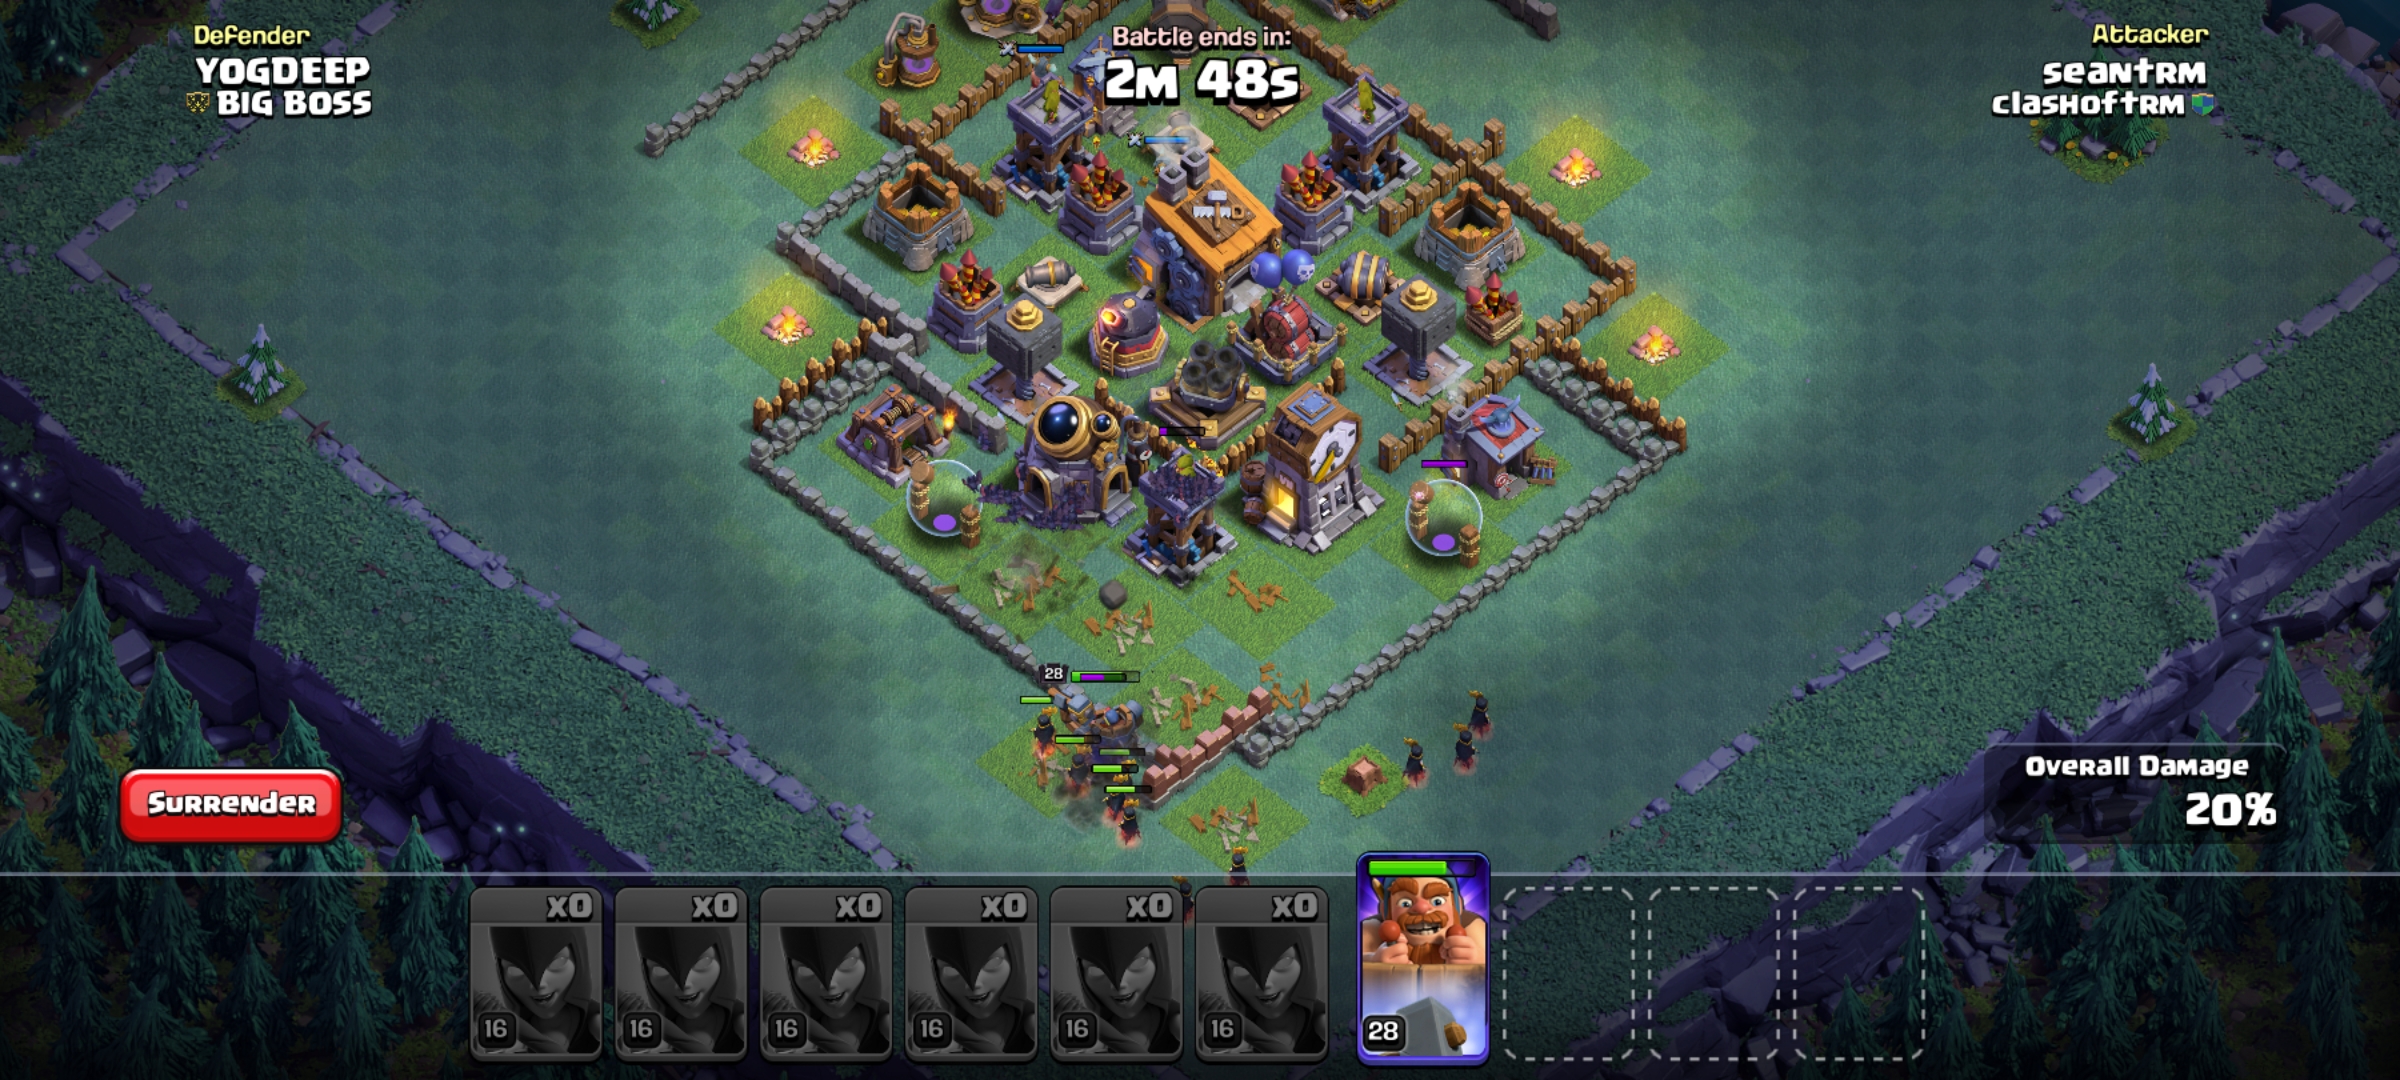 Defender
YOGDEEP
BIG BOSS
Battle ends in:
2M 48S
Attacker
seantRM
clashoftRM
28
Surrender
Overall Damage
20%
x0
x0
x0
x0
x0
x0
16
16
16
16
16
16
28